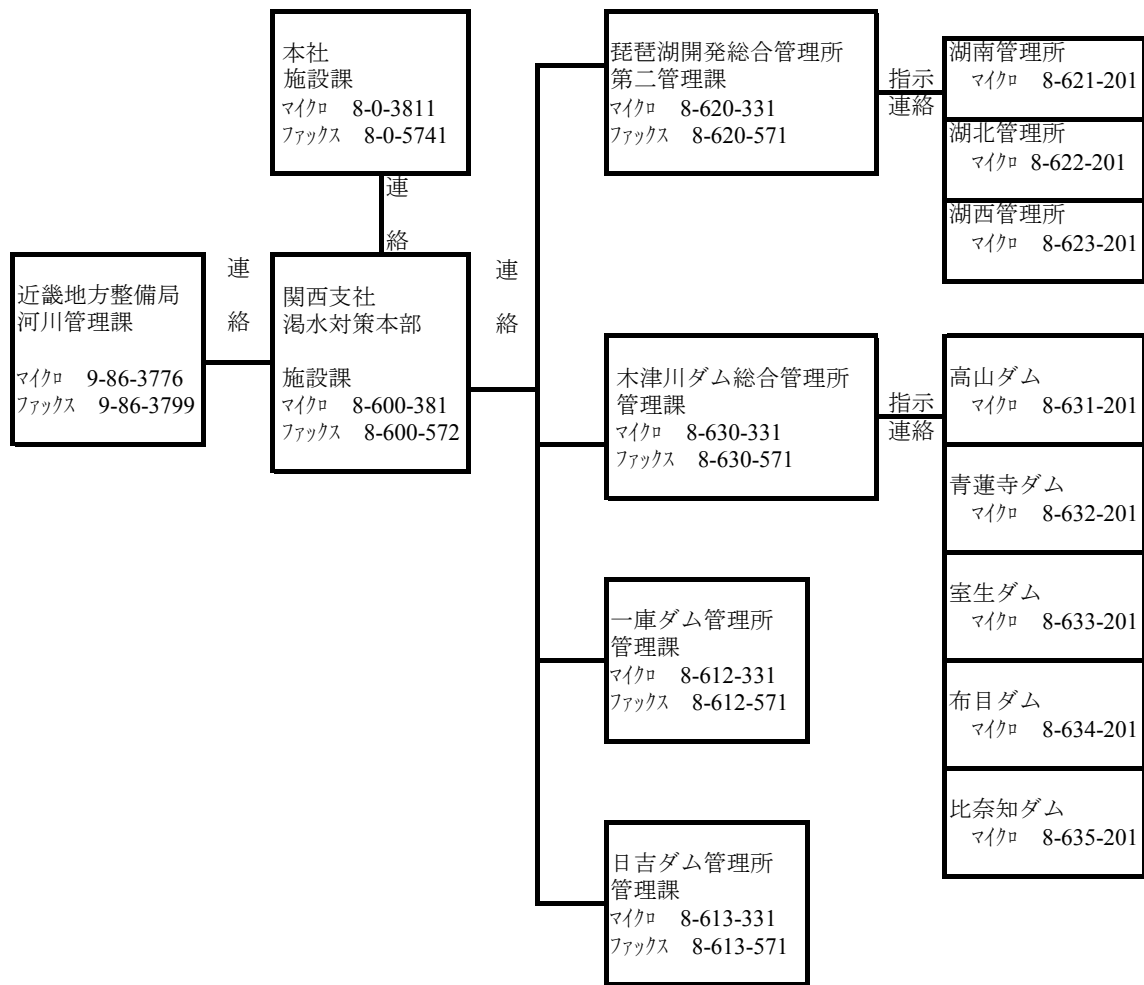 本社
施設課
ﾏｲｸﾛ 8-0-3811
ﾌｧｯｸｽ 8-0-5741
連
絡
近畿地方整備局
河川管理課
ﾏｲｸﾛ 9-86-3776
ﾌｧｯｸｽ 9-86-3799
連
絡
関西支社
渇水対策本部
施設課
ﾏｲｸﾛ 8-600-381
ﾌｧｯｸｽ 8-600-572
連
絡
琵琶湖開発総合管理所
第二管理課
ﾏｲｸﾛ 8-620-331
ﾌｧｯｸｽ 8-620-571
指示
連絡
湖南管理所
ﾏｲｸﾛ 8-621-201
湖北管理所
ﾏｲｸﾛ 8-622-201
湖西管理所
ﾏｲｸﾛ 8-623-201
木津川ダム総合管理所
管理課
ﾏｲｸﾛ 8-630-331
ﾌｧｯｸｽ 8-630-571
指示
連絡
高山ダム
ﾏｲｸﾛ 8-631-201
青蓮寺ダム
ﾏｲｸﾛ 8-632-201
室生ダム
ﾏｲｸﾛ 8-633-201
布目ダム
ﾏｲｸﾛ 8-634-201
比奈知ダム
ﾏｲｸﾛ 8-635-201
一庫ダム管理所
管理課
ﾏｲｸﾛ 8-612-331
ﾌｧｯｸｽ 8-612-571
日吉ダム管理所
管理課
ﾏｲｸﾛ 8-613-331
ﾌｧｯｸｽ 8-613-571